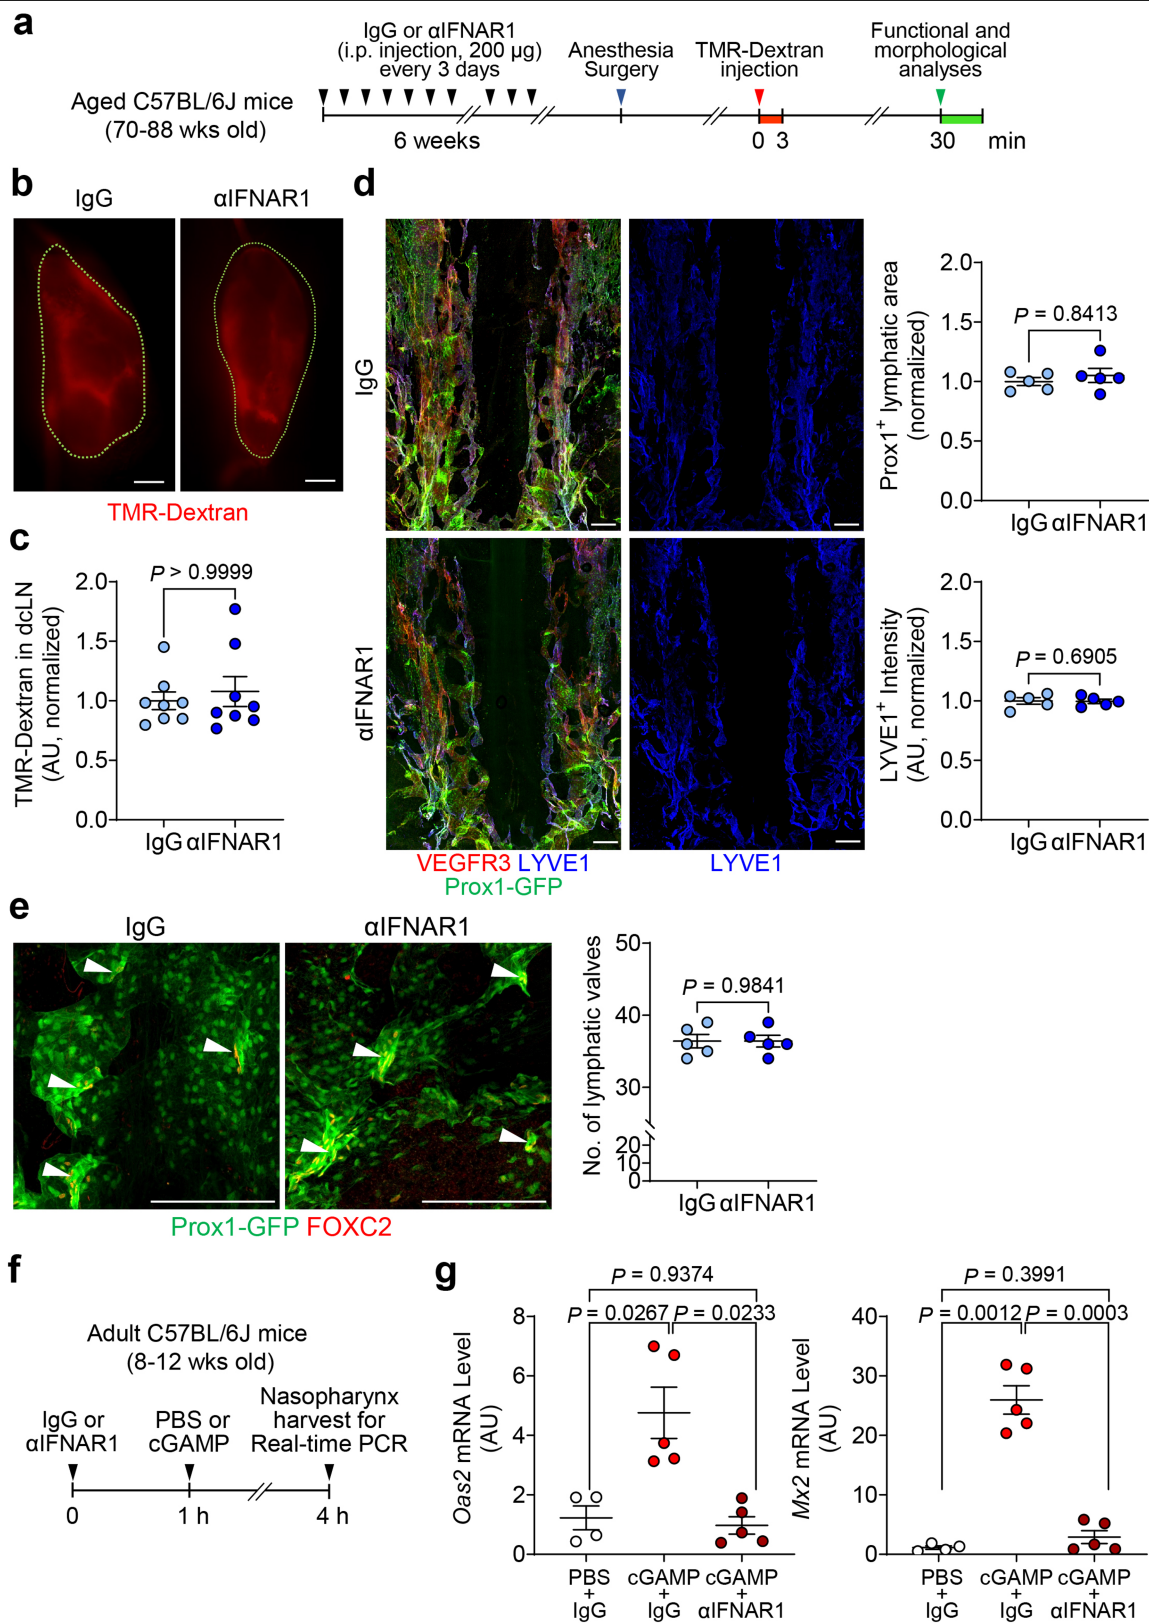 a
IgG or αIFNAR1
(i.p. injection, 200 μg)
every 3 days
Anesthesia
Surgery
TMR-Dextran
injection
Functional and
morphological
analyses
Aged C57BL/6J mice
(70-88 wks old)
6 weeks
0 3
30 min
b
IgG αIFNAR1
TMR-Dextran
c
TMR-Dextran in dcLN
(AU, normalized)
P > 0.9999
2.0
1.5
1.0
0.5
0.0
IgG αIFNAR1
d
IgG
αIFNAR1
VEGFR3 LYVE1
Prox1-GFP
LYVE1
Prox1+ lymphatic area
(normalized)
P = 0.8413
2.0
1.5
1.0
0.5
0.0
IgG αIFNAR1
LYVE1+ Intensity
(AU, normalized)
P = 0.6905
2.0
1.5
1.0
0.5
0.0
IgG αIFNAR1
e
IgG αIFNAR1
Prox1-GFP FOXC2
No. of lymphatic valves
P = 0.9841
50
40
30
20
10
0
IgG αIFNAR1
f
Adult C57BL/6J mice
(8-12 wks old)
IgG or
αIFNAR1
PBS or
cGAMP
Nasopharynx
harvest for
Real-time PCR
0 1 h 4 h
g
Oas2 mRNA Level
(AU)
P = 0.9374
P = 0.0267 P = 0.0233
8
6
4
2
0
PBS
+
IgG
cGAMP
+
IgG
cGAMP
+
αIFNAR1
Mx2 mRNA Level
(AU)
P = 0.3991
P = 0.0012 P = 0.0003
40
30
20
10
0
PBS
+
IgG
cGAMP
+
IgG
cGAMP
+
αIFNAR1